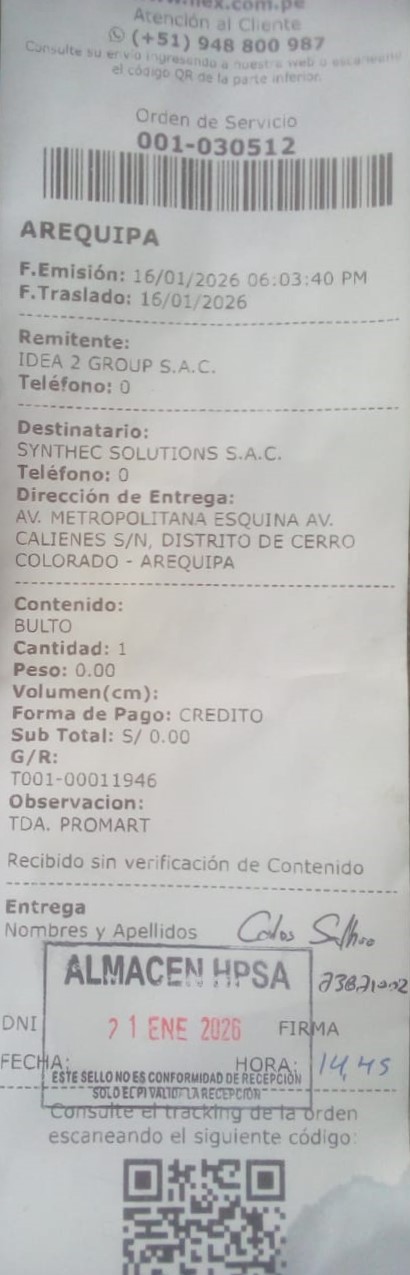 Atención al Cliente
(+51) 948 800 987
Consulte su envío ingresando a nuestra web o escaneando
el código QR de la parte inferior.
Orden de Servicio
001-030512
AREQUIPA
F.Emisión: 16/01/2026 06:03:40 PM
F.Traslado: 16/01/2026
Remitente:
IDEA 2 GROUP S.A.C.
Teléfono: 0
Destinatario:
SYNTHEC SOLUTIONS S.A.C.
Teléfono: 0
Dirección de Entrega:
AV. METROPOLITANA ESQUINA AV.
CALIENES S/N, DISTRITO DE CERRO
COLORADO - AREQUIPA
Contenido:
BULTO
Cantidad: 1
Peso: 0.00
Volumen(cm):
Forma de Pago: CREDITO
Sub Total: S/ 0.00
G/R:
T001-00011946
Observacion:
TDA. PROMART
Recibido sin verificación de Contenido
Entrega
Nombres y Apellidos
ALMACEN HPSA
DNI 21 ENE 2026 FIRMA
FECHA: HORA: 14,45
ESTE SELLO NO ES CONFORMIDAD DE RECEPCIÓN
SOLO EL PI VALIDA LA RECEPCIÓN
Consulte el tracking de la orden
escaneando el siguiente código: